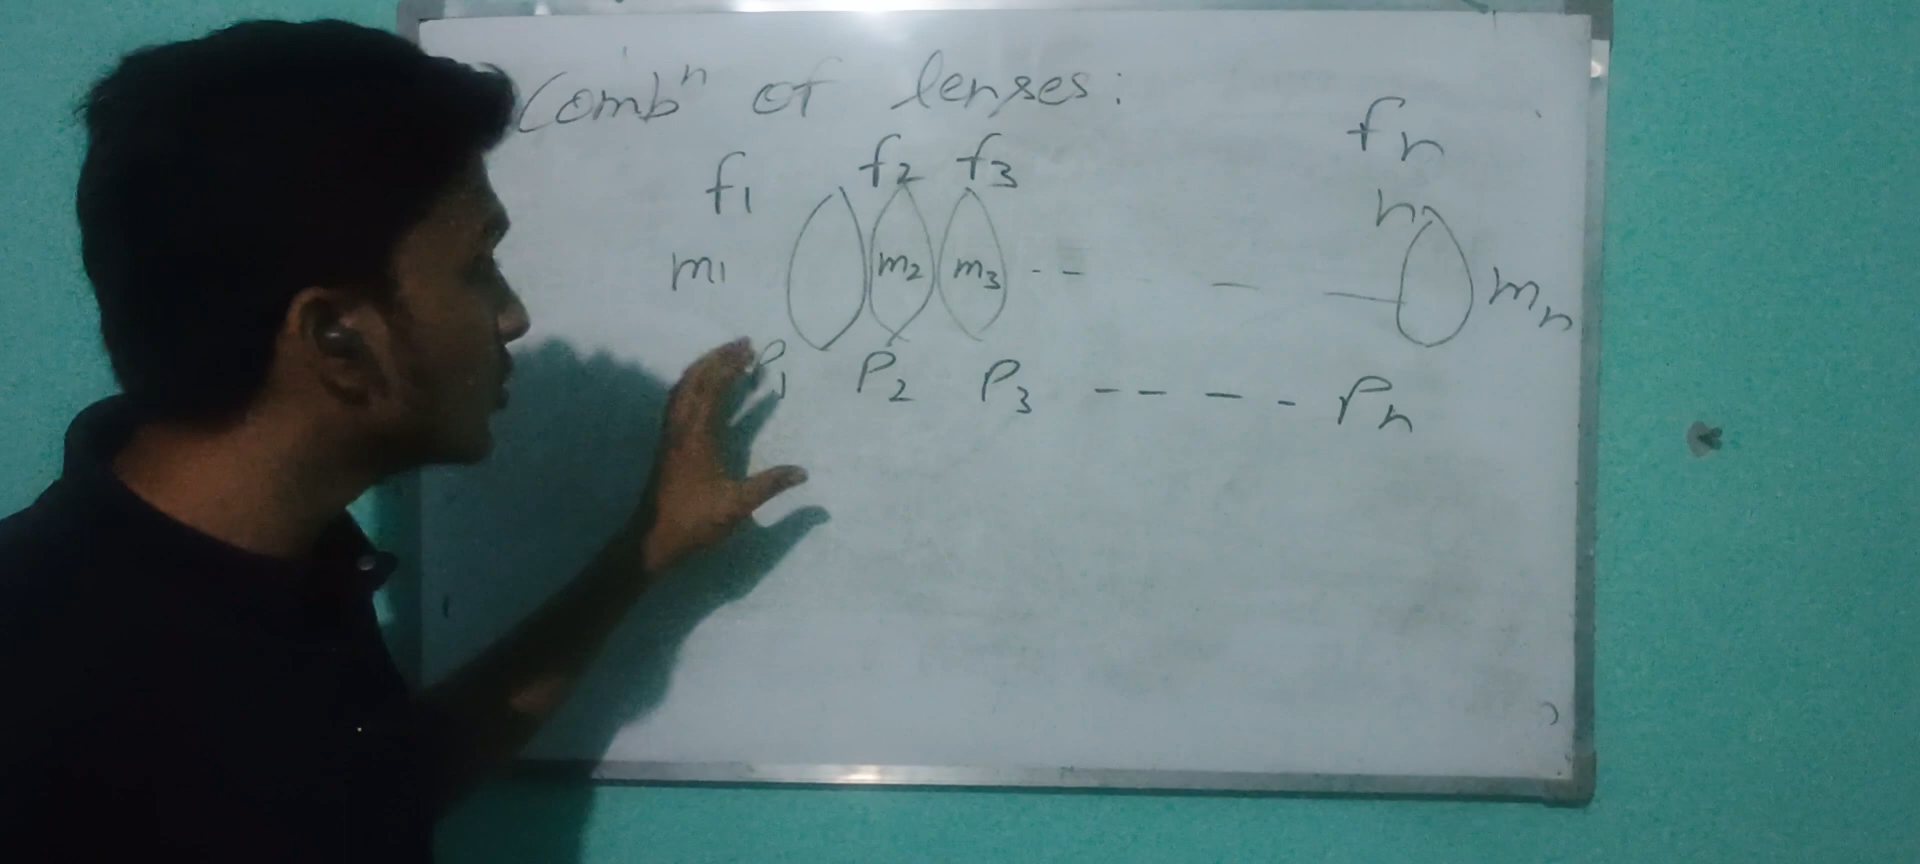 Combⁿ of lenses:
f1 f2 f3 fn
n
m1 m2 m3 -- - - mn
P1 P2 P3 ---- Pn